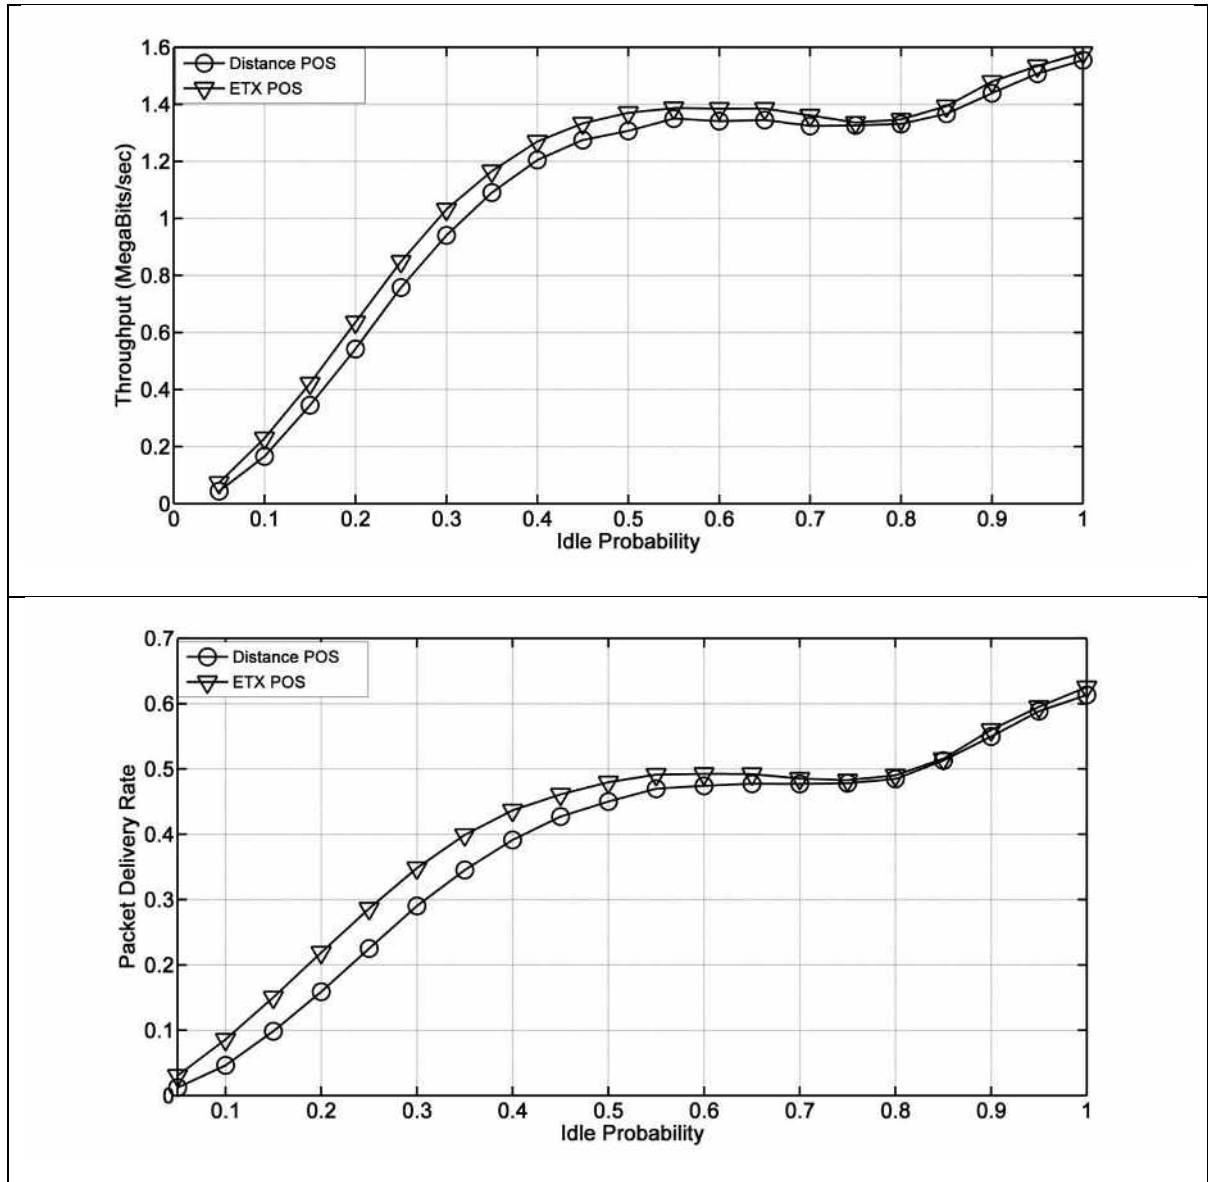 1.6
1.4
1.2
1
0.8
0.6
0.4
0.2
0
Distance POS
ETX POS
Throughput (MegaBits/sec)
0 0.1 0.2 0.3 0.4 0.5 0.6 0.7 0.8 0.9 1
Idle Probability
0.7
0.6
0.5
0.4
0.3
0.2
0.1
0
Distance POS
ETX POS
Packet Delivery Rate
0.1 0.2 0.3 0.4 0.5 0.6 0.7 0.8 0.9 1
Idle Probability